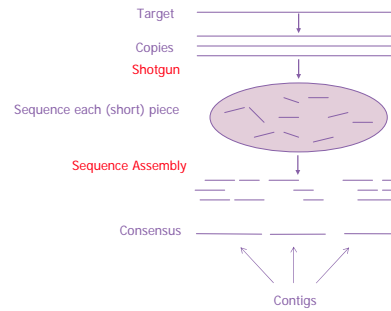 Target
Copies
Shotgun
Sequence each (short) piece
Sequence Assembly
Consensus
Contigs